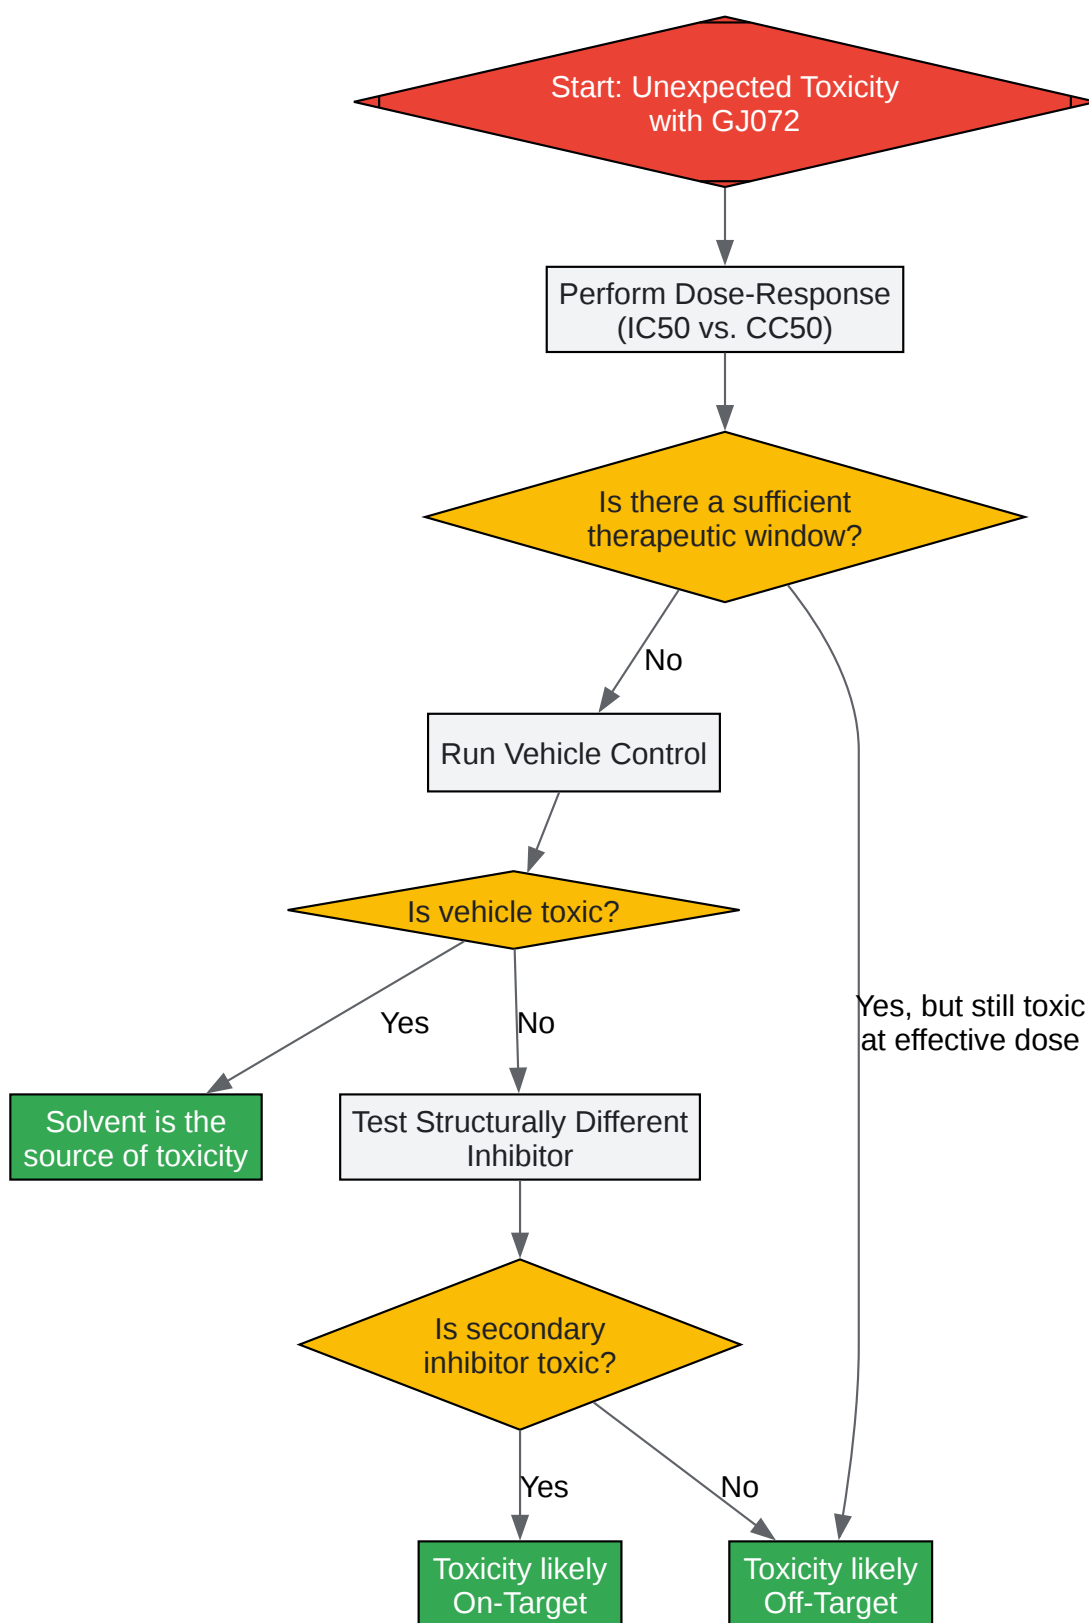 Start: Unexpected Toxicity
with GJ072
Perform Dose-Response
(IC50 vs. CC50)
Is there a sufficient
therapeutic window?
No
Run Vehicle Control
Is vehicle toxic?
Yes, but still toxic
at effective dose
Yes
No
Solvent is the
source of toxicity
Test Structurally Different
Inhibitor
Is secondary
inhibitor toxic?
Yes
No
Toxicity likely
On-Target
Toxicity likely
Off-Target